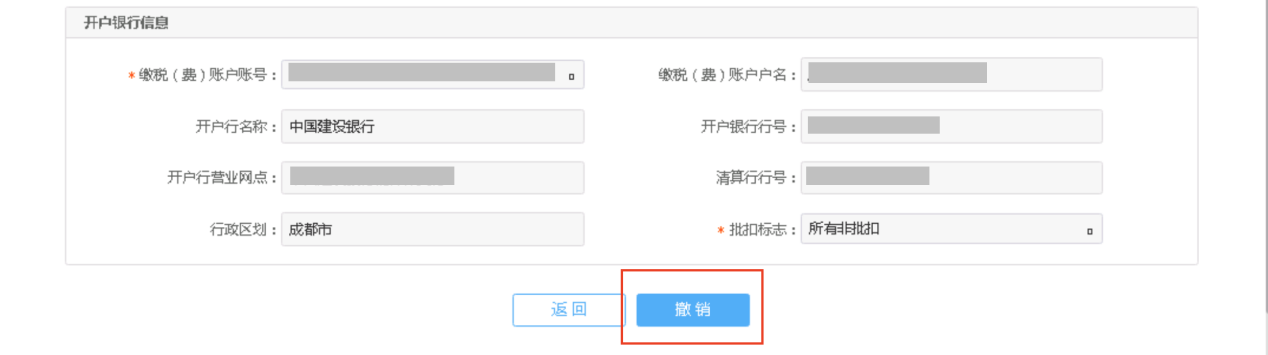 开户银行信息
*缴税（费）账户账号： 缴税（费）账户户名：
开户行名称：中国建设银行 开户银行行号：
开户行营业网点： 清算行行号：
行政区划：成都市 *批扣标志：所有非批扣
返回 撤销